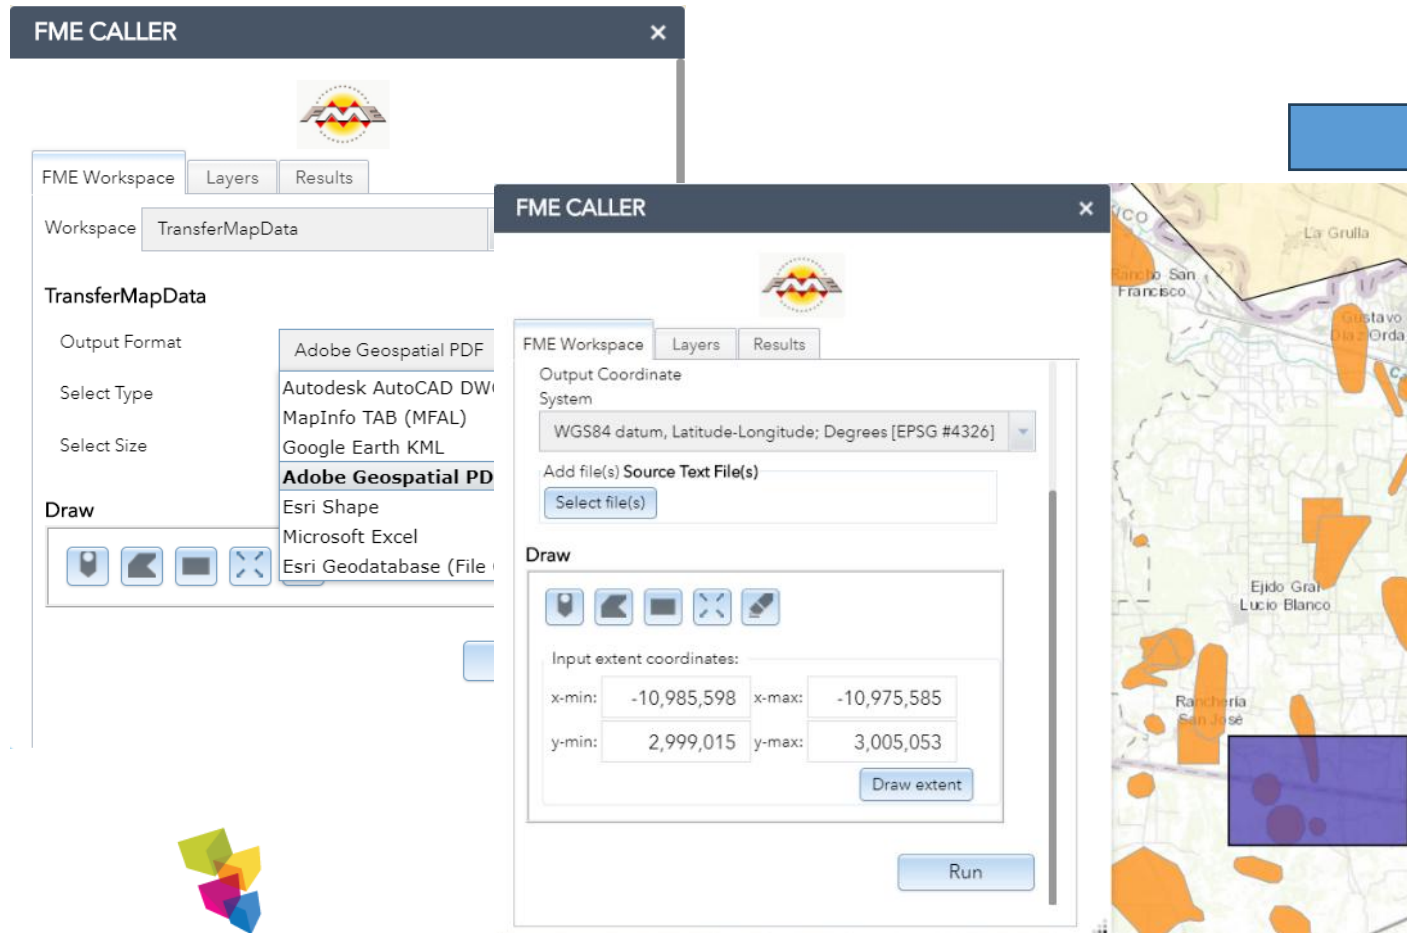 FME CALLER
FME
FME Workspace Layers Results
Workspace TransferMapData
TransferMapData
Output Format Adobe Geospatial PDF
Autodesk AutoCAD DW
Select Type
MapInfo TAB (MFAL)
Select Size Google Earth KML
Adobe Geospatial PD
Esri Shape
Draw
Microsoft Excel
Esri Geodatabase (File
FME CALLER
FME
FME Workspace Layers Results
Output Coordinate
System
WGS84 datum, Latitude-Longitude; Degrees [EPSG #4326]
Add file(s) Source Text File(s)
Select file(s)
Draw
Input extent coordinates:
x-min: -10,985,598 x-max: -10,975,585
y-min: 2,999,015 y-max: 3,005,053
Draw extent
Run
ICO
La Grulla
Rancho San
Francisco
Gustavo
Diaz Orda
Ejido Gral
Lucio Blanco
Ranchería
San José